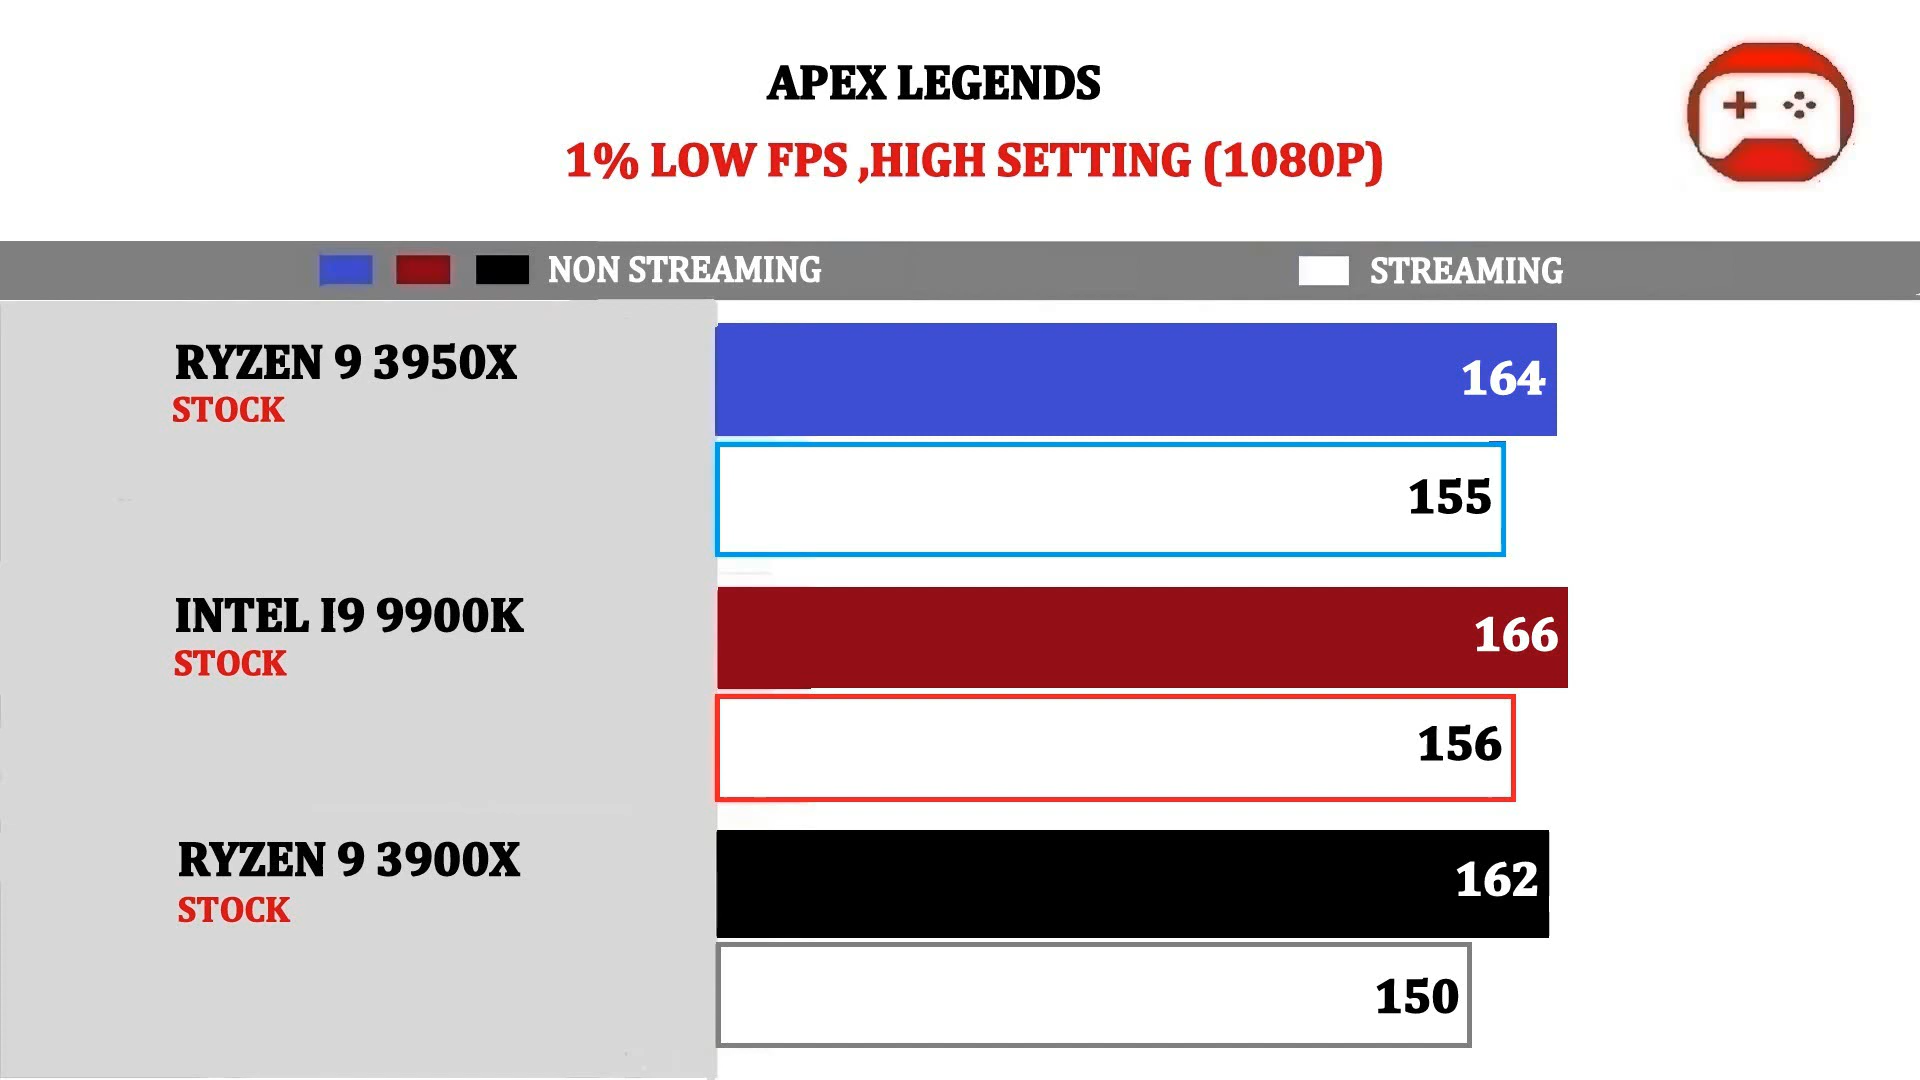 APEX LEGENDS
1% LOW FPS ,HIGH SETTING (1080P)
NON STREAMING
STREAMING
RYZEN 9 3950X
STOCK
164
155
INTEL I9 9900K
STOCK
166
156
RYZEN 9 3900X
STOCK
162
150